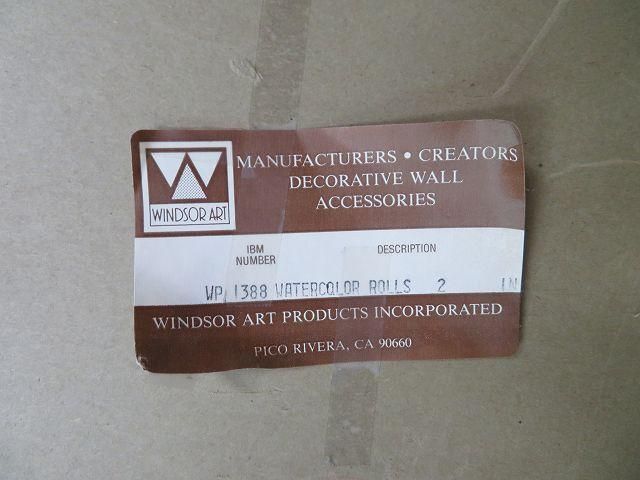 MANUFACTURERS • CREATORS
DECORATIVE WALL
ACCESSORIES
WINDSOR ART
IBM
NUMBER
DESCRIPTION
WP/1388 WATERCOLOR ROLLS 2 IN
WINDSOR ART PRODUCTS INCORPORATED
PICO RIVERA, CA 90660